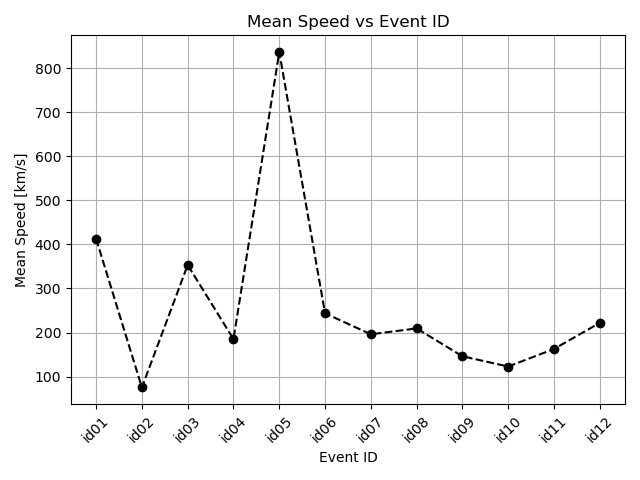 Mean Speed vs Event ID
Mean Speed [km/s]
800
700
600
500
400
300
200
100
id01 id02 id03 id04 id05 id06 id07 id08 id09 id10 id11 id12
Event ID